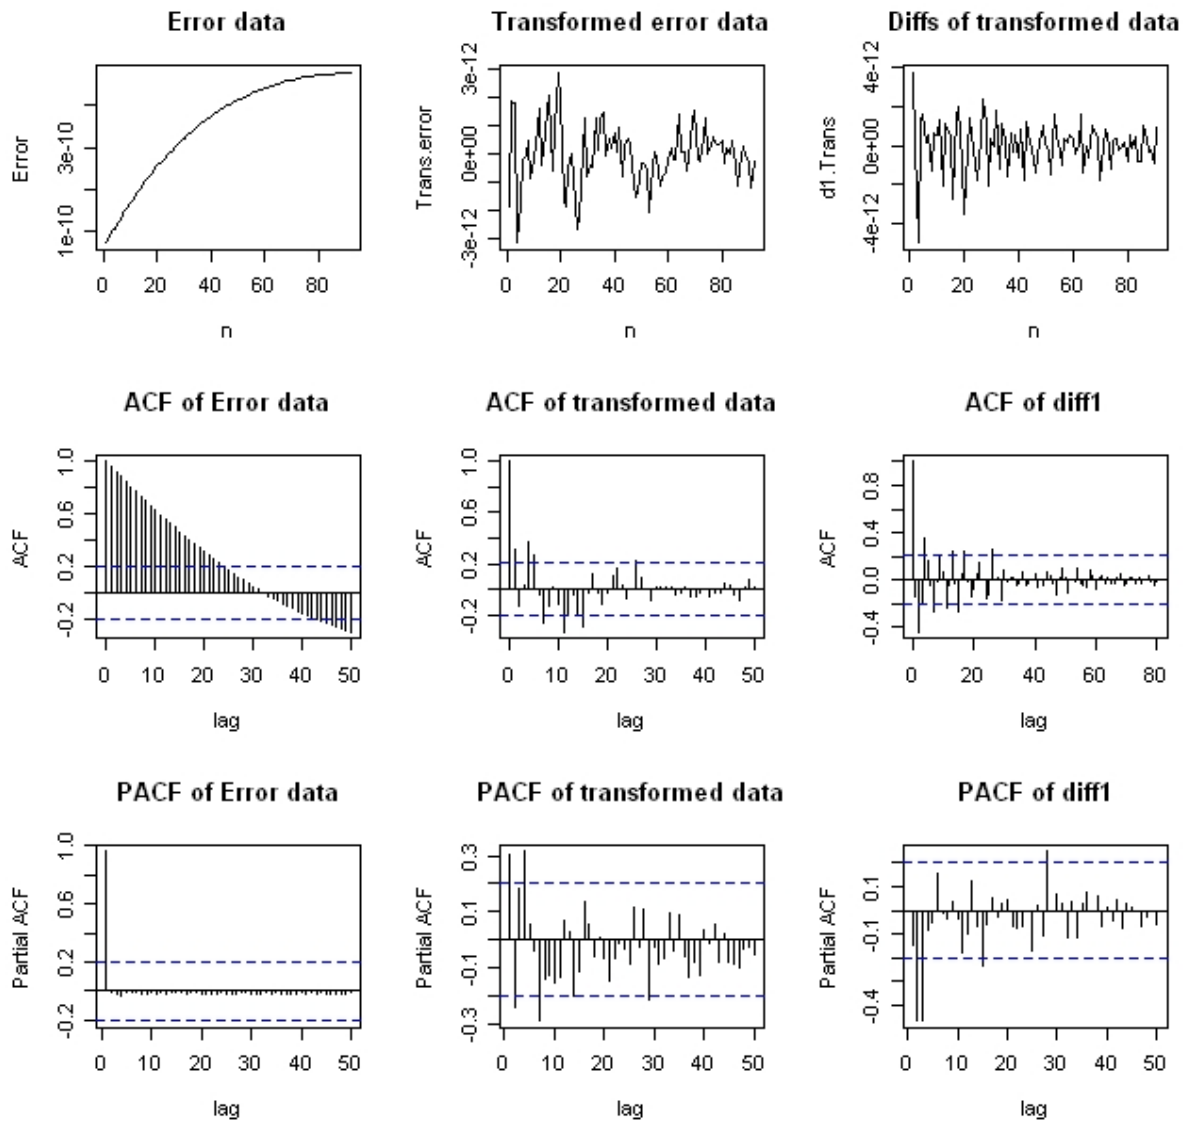 Error data
Error
3e-10
1e-10
0 20 40 60 80
n
Transformed error data
Trans.error
3e-12
0e+00
-3e-12
0 20 40 60 80
n
Diffs of transformed data
d1.Trans
4e-12
0e+00
-4e-12
0 20 40 60 80
n
ACF of Error data
ACF
1.0
0.6
0.2
-0.2
0 10 20 30 40 50
lag
ACF of transformed data
ACF
1.0
0.6
0.2
-0.2
0 10 20 30 40 50
lag
ACF of diff1
ACF
0.8
0.4
0.0
-0.4
0 20 40 60 80
lag
PACF of Error data
Partial ACF
1.0
0.6
0.2
-0.2
0 10 20 30 40 50
lag
PACF of transformed data
Partial ACF
0.3
0.1
-0.1
-0.3
0 10 20 30 40 50
lag
PACF of diff1
Partial ACF
0.1
-0.1
-0.4
0 10 20 30 40 50
lag